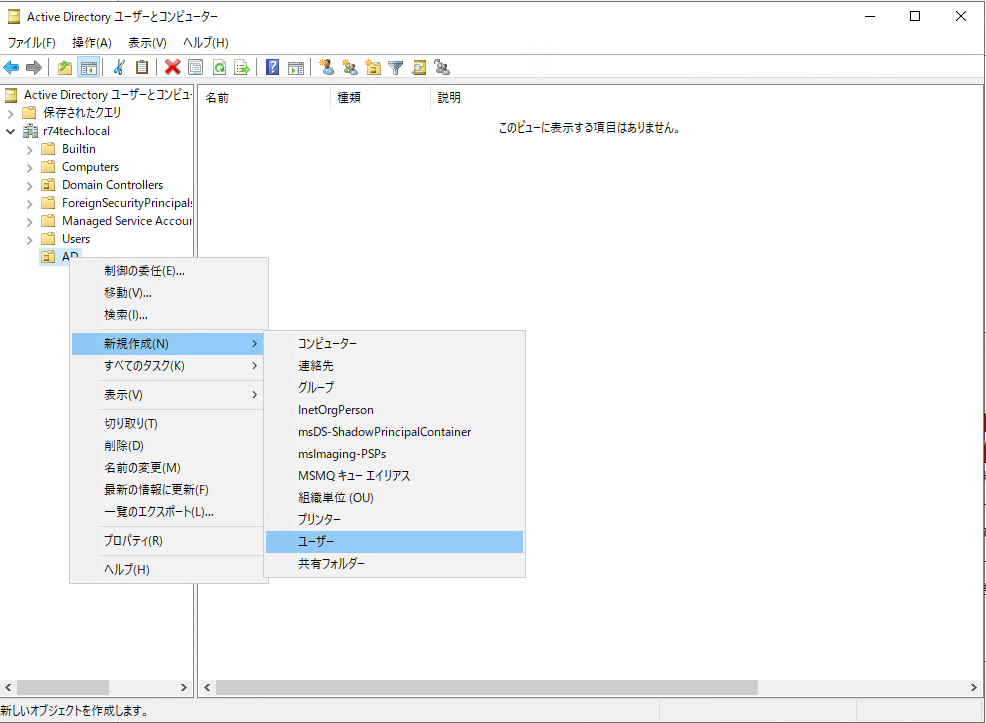 Active Directory ユーザーとコンピューター
ファイル(F) 操作(A) 表示(V) ヘルプ(H)
Active Directory ユーザーとコンピュ
保存されたクエリ
r74tech.local
Builtin
Computers
Domain Controllers
ForeignSecurityPrincipals
Managed Service Accour
Users
AD
名前 種類 説明
このビューに表示する項目はありません。
制御の委任(E)...
移動(V)...
検索(I)...
新規作成(N)
すべてのタスク(K)
表示(V)
切り取り(T)
削除(D)
名前の変更(M)
最新の情報に更新(F)
一覧のエクスポート(L)...
プロパティ(R)
ヘルプ(H)
コンピューター
連絡先
グループ
InetOrgPerson
msDS-ShadowPrincipalContainer
msImaging-PSPs
MSMQ キュー エイリアス
組織単位 (OU)
プリンター
ユーザー
共有フォルダー
新しいオブジェクトを作成します。